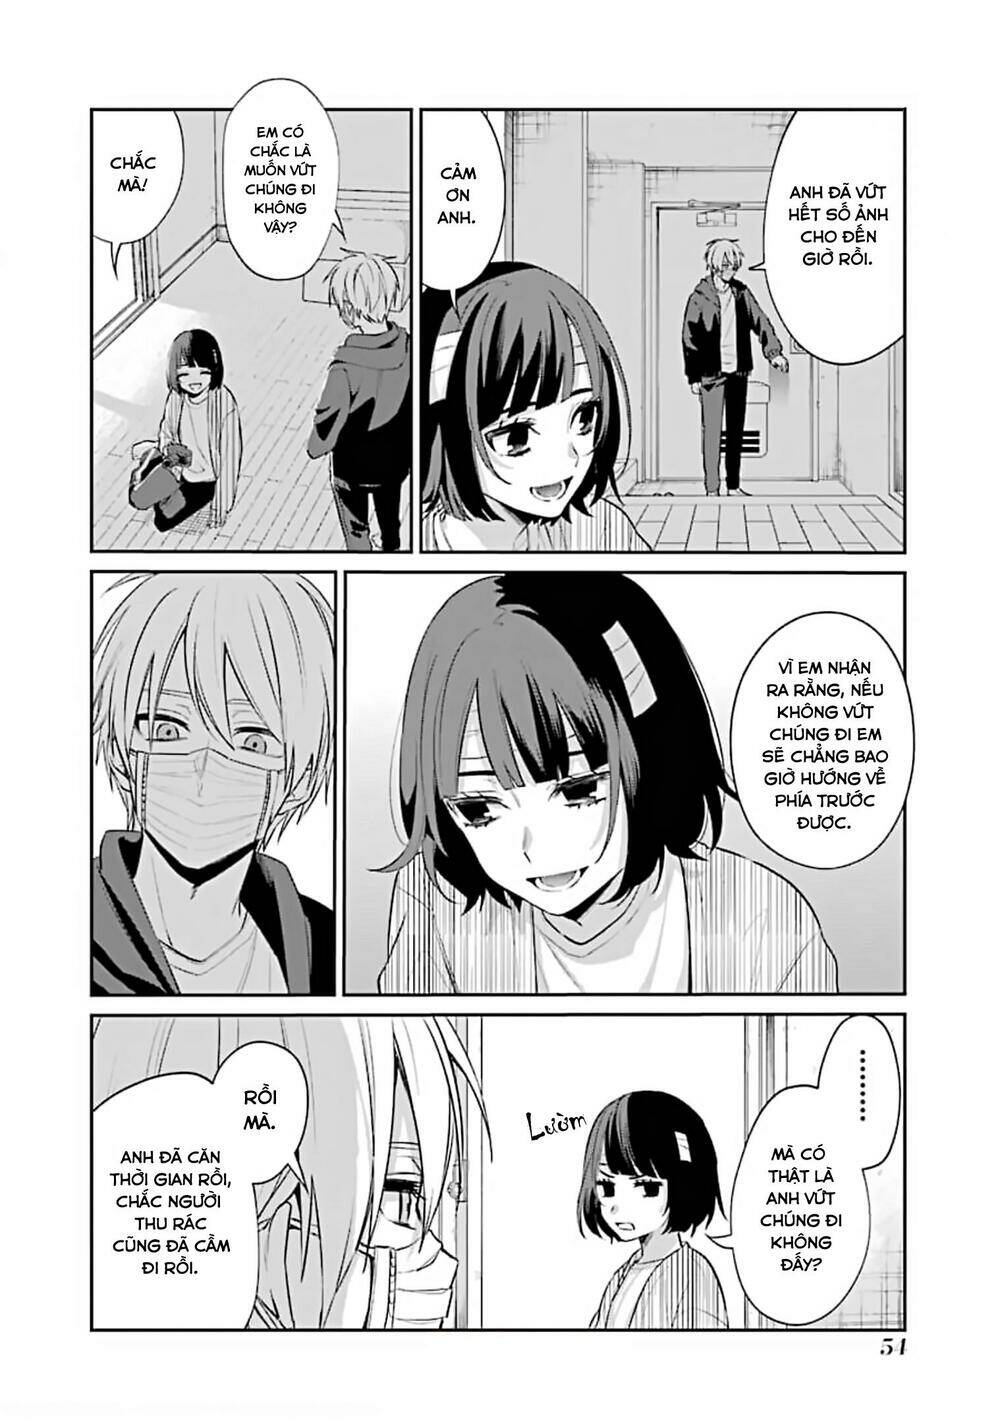 ANH ĐÃ VỨT
HẾT SỐ ẢNH
CHO ĐẾN
GIỜ RỒI.
CẢM
ƠN
ANH.
EM CÓ
CHẮC LÀ
MUỐN VỨT
CHÚNG ĐI
KHÔNG
VẬY?
CHẮC
MÀ!
VÌ EM NHẬN
RA RẰNG, NẾU
KHÔNG VỨT
CHÚNG ĐI EM
SẼ CHẲNG BAO
GIỜ HƯỚNG VỀ
PHÍA TRƯỚC
ĐƯỢC.
.........
MÀ CÓ
THẬT LÀ
ANH VỨT
CHÚNG ĐI
KHÔNG
ĐẤY?
Lườm
RỒI
MÀ.
ANH ĐÃ CĂN
THỜI GIAN RỒI,
CHẮC NGƯỜI
THU RÁC
CŨNG ĐÃ CẦM
ĐI RỒI.
54